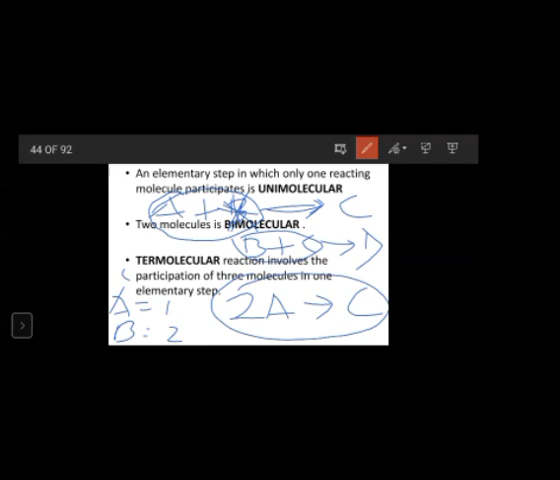 44 OF 92
• An elementary step in which only one reacting
molecule participates is UNIMOLECULAR
A + → C
• Two molecules is BIMOLECULAR .
B + → D
• TERMOLECULAR reaction involves the
participation of three molecules in one
elementary step.
2A → C
A = 1
B = 2